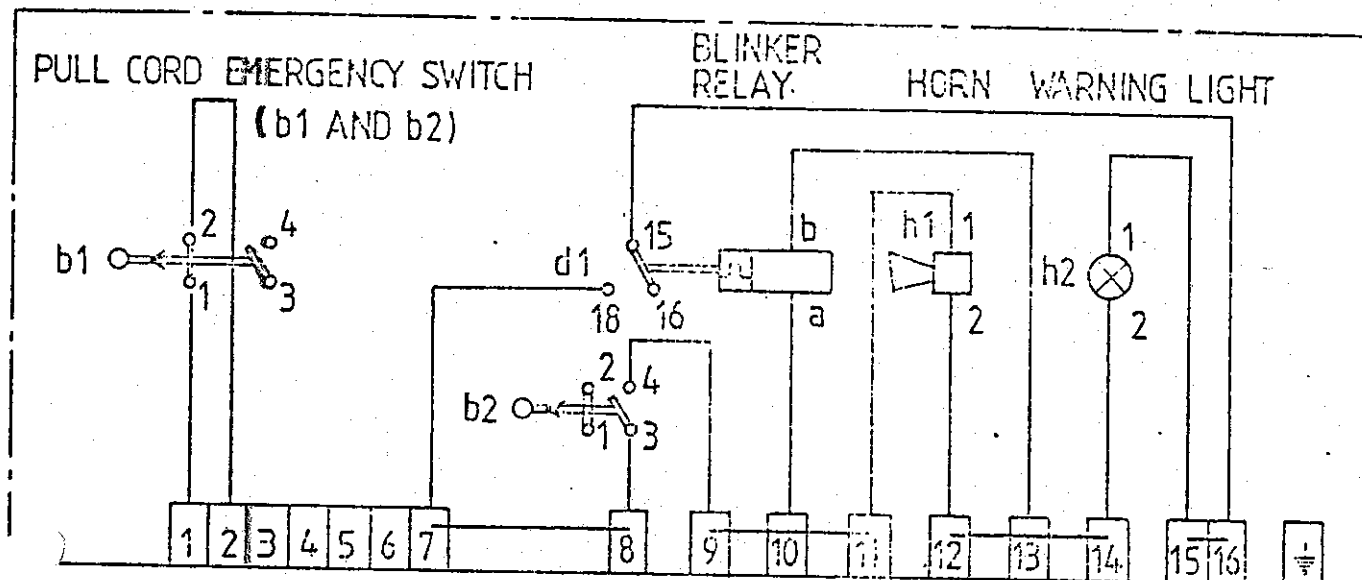 BLINKER
RELAY.
PULL CORD EMERGENCY SWITCH
(b1 AND b2)
HORN WARNING LIGHT
2 4
b1
1 3
15
d1
18 16
b
a
h1 1
2
1
h2
2
2 4
b2
1 3
1 2 3 4 5 6 7 8 9 10 11 12 13 14 15 16